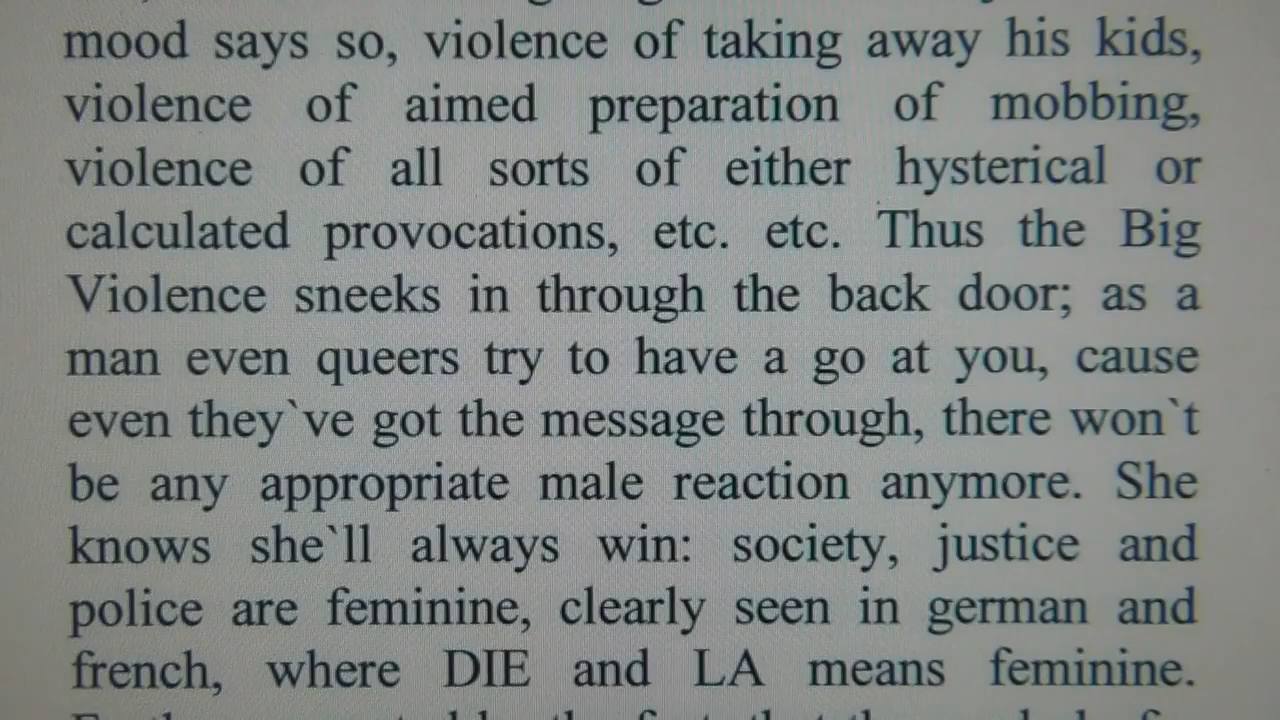 mood says so, violence of taking away his kids,
violence of aimed preparation of mobbing,
violence of all sorts of either hysterical or
calculated provocations, etc. etc. Thus the Big
Violence sneeks in through the back door; as a
man even queers try to have a go at you, cause
even they`ve got the message through, there won`t
be any appropriate male reaction anymore. She
knows she`ll always win: society, justice and
police are feminine, clearly seen in german and
french, where DIE and LA means feminine.